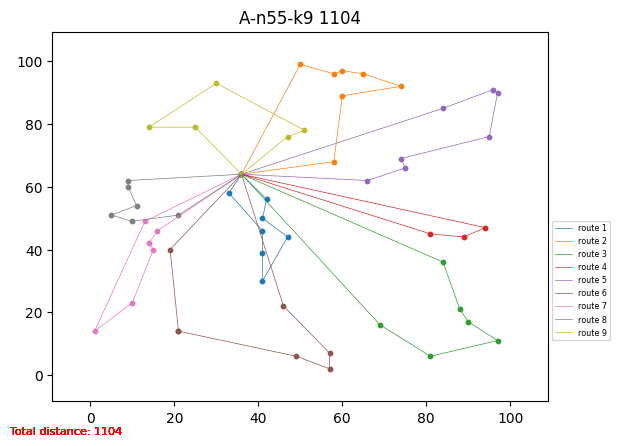 A-n55-k9 1104
100
80
60
40
20
0
0 20 40 60 80 100
route 1
route 2
route 3
route 4
route 5
route 6
route 7
route 8
route 9
Total distance: 1104